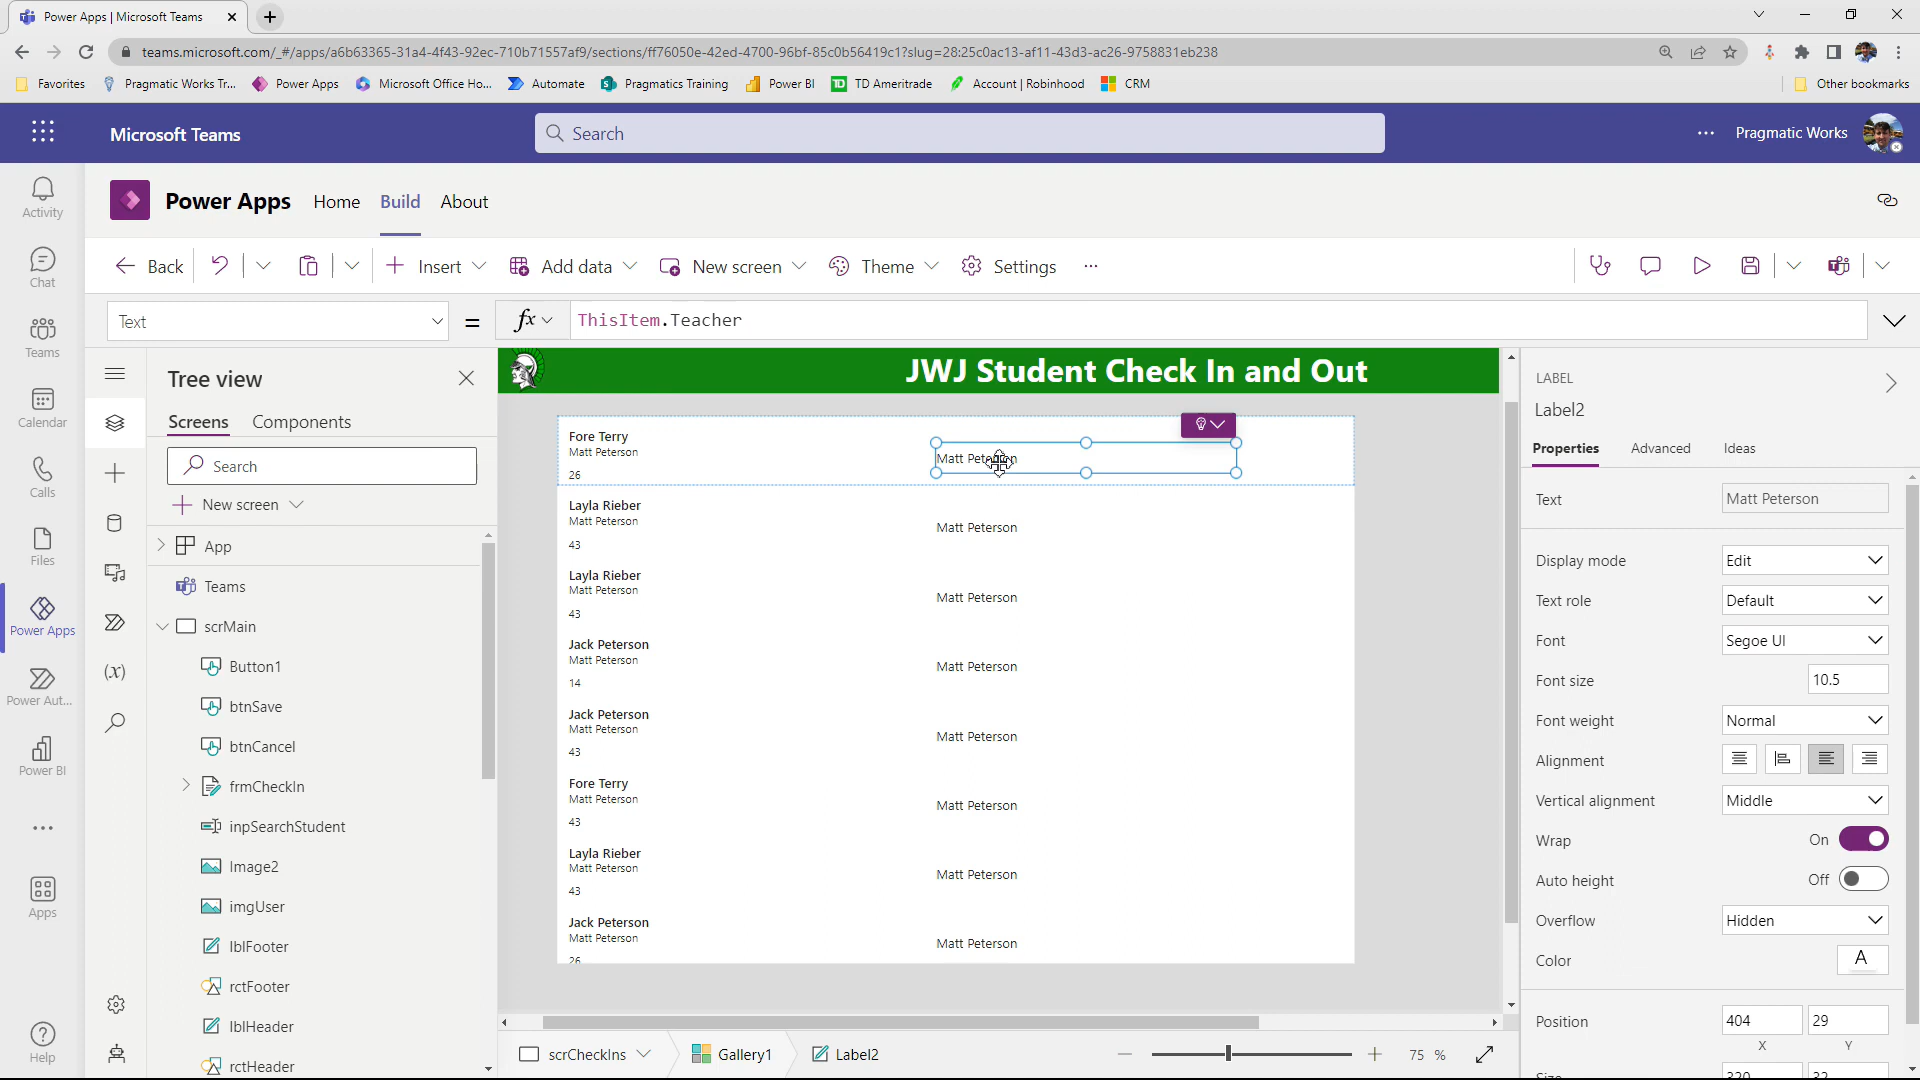 Power Apps | Microsoft Teams
teams.microsoft.com/_#/apps/a6b63365-31a4-4f43-92ec-710b71557af9/sections/ff76050e-42ed-4700-96bf-85c0b56419c1?slug=28:25c0ac13-af11-43d3-ac26-9758831eb238
Favorites Pragmatic Works Tr... Power Apps Microsoft Office Ho... Automate Pragmatics Training Power BI TD Ameritrade Account | Robinhood CRM Other bookmarks
Microsoft Teams Search Pragmatic Works
Power Apps Home Build About
Back Insert Add data New screen Theme Settings
Text = fx ThisItem.Teacher
Activity
Chat
Teams
Calendar
Calls
Files
Power Apps
Power Aut...
Power BI
Apps
Help
Tree view
Screens Components
Search
New screen
App
Teams
scrMain
Button1
btnSave
btnCancel
frmCheckIn
inpSearchStudent
Image2
imgUser
lblFooter
rctFooter
lblHeader
rctHeader
(x)
JWJ Student Check In and Out
Fore Terry
Matt Peterson
26
Matt Peterson
Layla Rieber
Matt Peterson
43
Matt Peterson
Layla Rieber
Matt Peterson
43
Matt Peterson
Jack Peterson
Matt Peterson
14
Matt Peterson
Jack Peterson
Matt Peterson
43
Matt Peterson
Fore Terry
Matt Peterson
43
Matt Peterson
Layla Rieber
Matt Peterson
43
Matt Peterson
Jack Peterson
Matt Peterson
26
Matt Peterson
scrCheckIns Gallery1 Label2 75 %
LABEL
Label2
Properties Advanced Ideas
Text Matt Peterson
Display mode Edit
Text role Default
Font Segoe UI
Font size 10.5
Font weight Normal
Alignment
Vertical alignment Middle
Wrap On
Auto height Off
Overflow Hidden
Color A
Position 404 29
X Y
Size 320 32